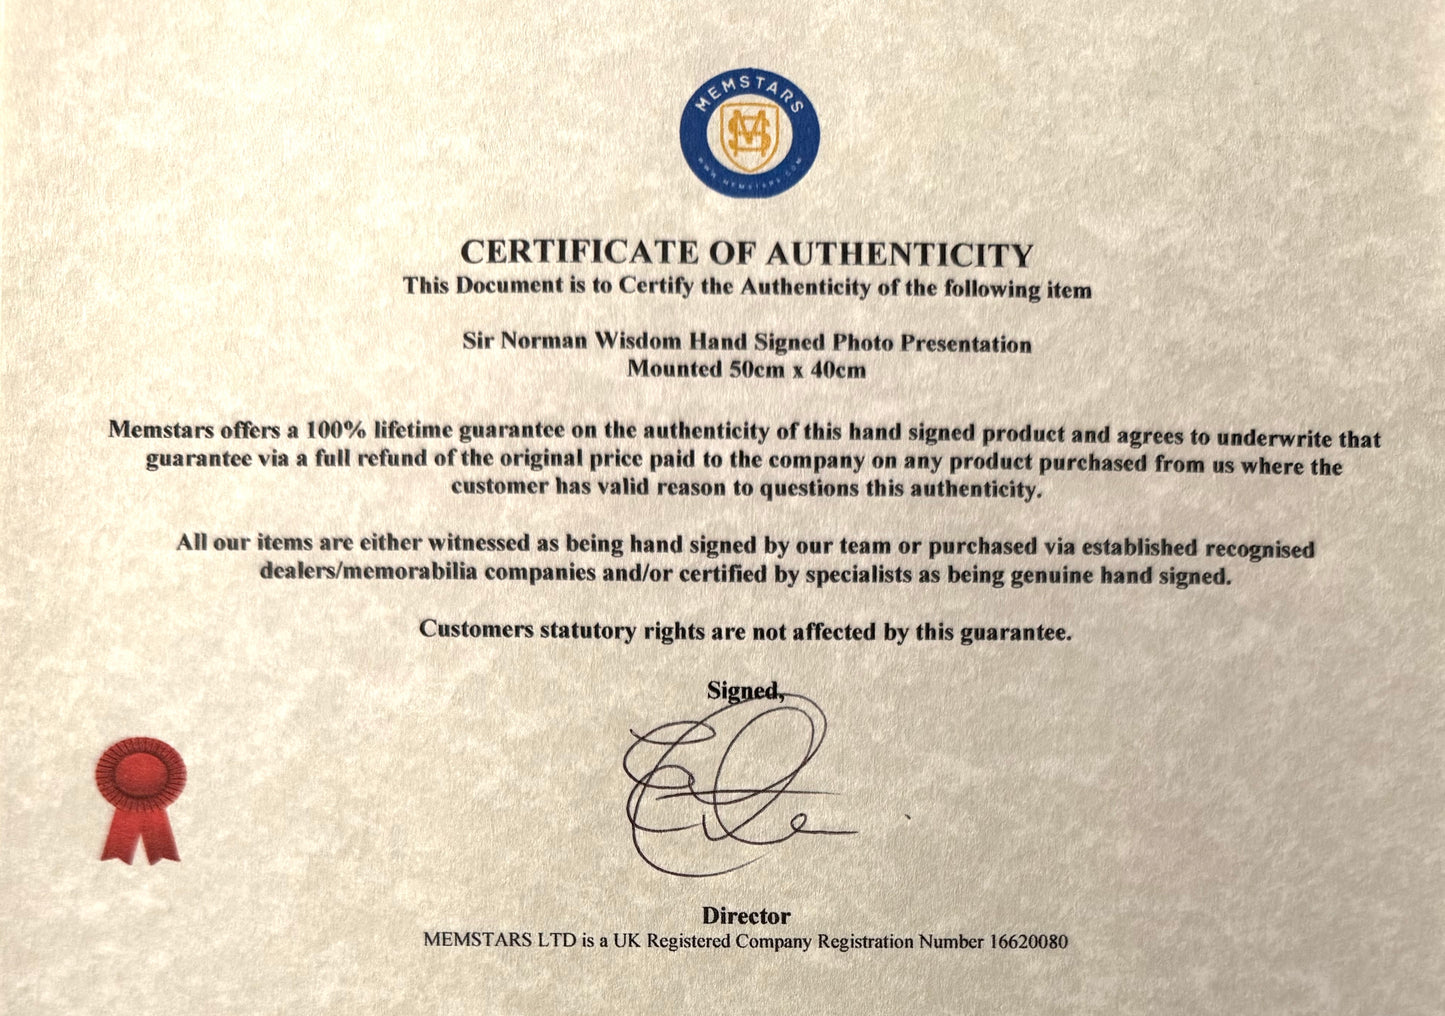 MEMSTARS
MS
WWW.MEMSTARS.COM
CERTIFICATE OF AUTHENTICITY
This Document is to Certify the Authenticity of the following item
Sir Norman Wisdom Hand Signed Photo Presentation
Mounted 50cm x 40cm
Memstars offers a 100% lifetime guarantee on the authenticity of this hand signed product and agrees to underwrite that
guarantee via a full refund of the original price paid to the company on any product purchased from us where the
customer has valid reason to questions this authenticity.
All our items are either witnessed as being hand signed by our team or purchased via established recognised
dealers/memorabilia companies and/or certified by specialists as being genuine hand signed.
Customers statutory rights are not affected by this guarantee.
Signed,
Director
MEMSTARS LTD is a UK Registered Company Registration Number 16620080